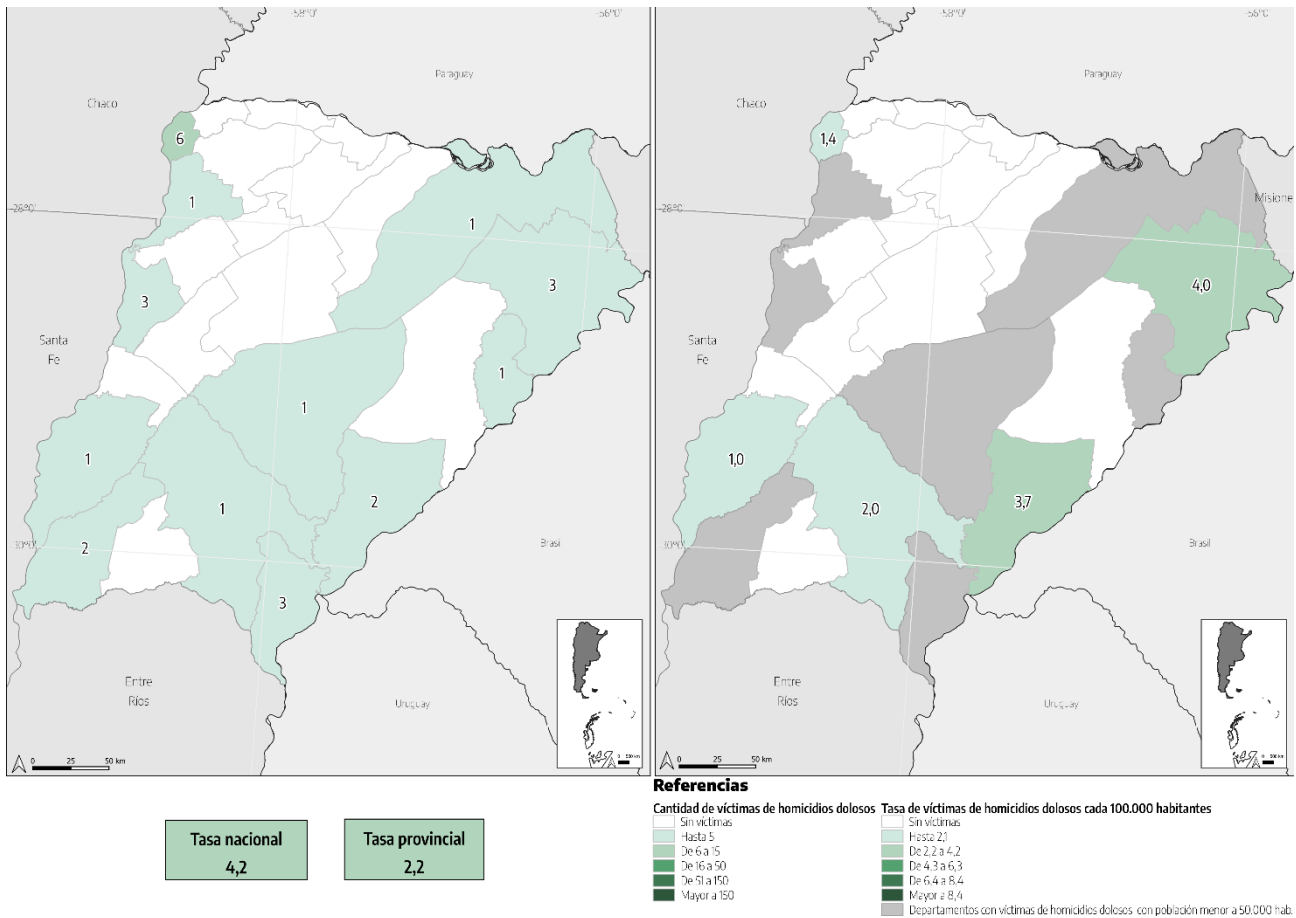 -58°0'
-56°0'
Paraguay
Chaco
6
1
-28°0'
1
3
3
Santa
Fe
1
1
1
2
1
2
-30°0'
Brasil
3
Entre
Ríos
Uruguay
0 25 50 km
-58°0'
-56°0'
Paraguay
Chaco
1,4
Misione
-28°0'
4,0
Santa
Fe
1,0
3,7
2,0
-30°0'
Brasil
Entre
Ríos
Uruguay
0 25 50 km
Referencias
Cantidad de víctimas de homicidios dolosos
Sin víctimas
Hasta 5
De 6 a 15
De 16 a 50
De 51 a 150
Mayor a 150
Tasa de víctimas de homicidios dolosos cada 100.000 habitantes
Sin víctimas
Hasta 2,1
De 2,2 a 4,2
De 4,3 a 6,3
De 6,4 a 8,4
Mayor a 8,4
Departamentos con víctimas de homicidios dolosos con población menor a 50.000 hab.
Tasa nacional
4,2
Tasa provincial
2,2